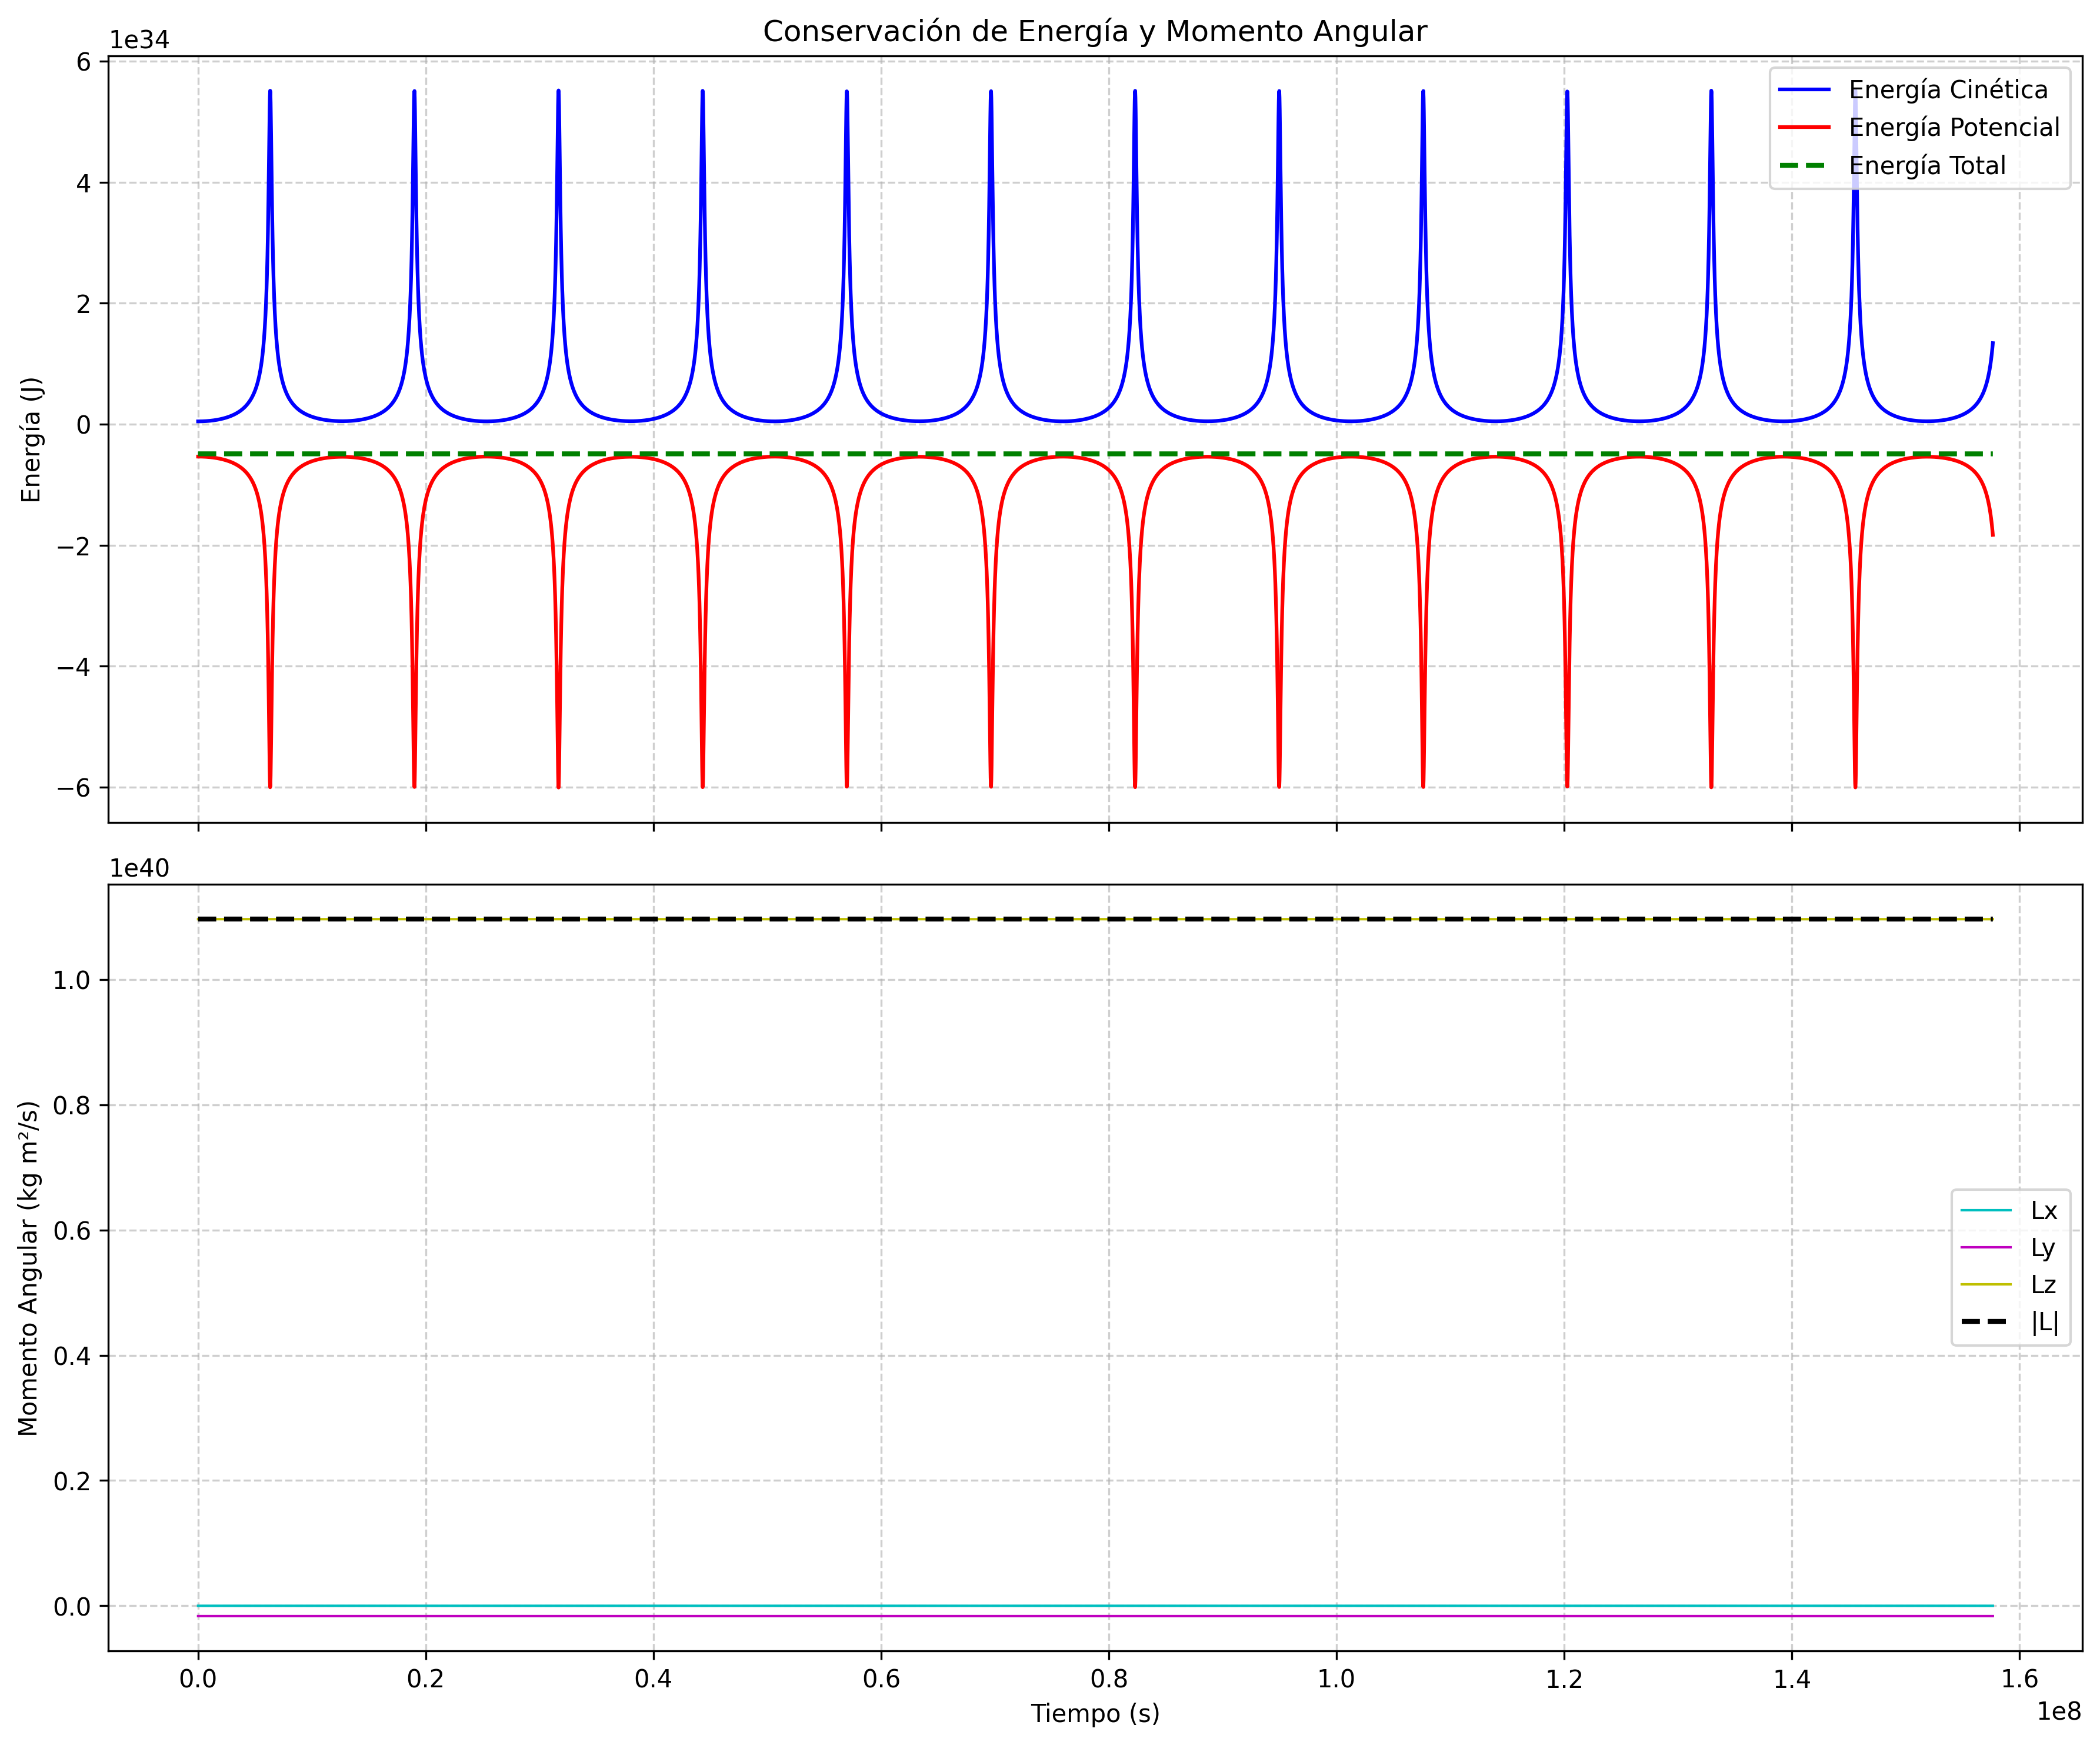 Conservación de Energía y Momento Angular
1e34
6
4
2
0
−2
−4
−6
Energía (J)
Energía Cinética
Energía Potencial
Energía Total
1e40
1.0
0.8
0.6
0.4
0.2
0.0
Momento Angular (kg m²/s)
Lx
Ly
Lz
|L|
0.0 0.2 0.4 0.6 0.8 1.0 1.2 1.4 1.6
Tiempo (s)
1e8